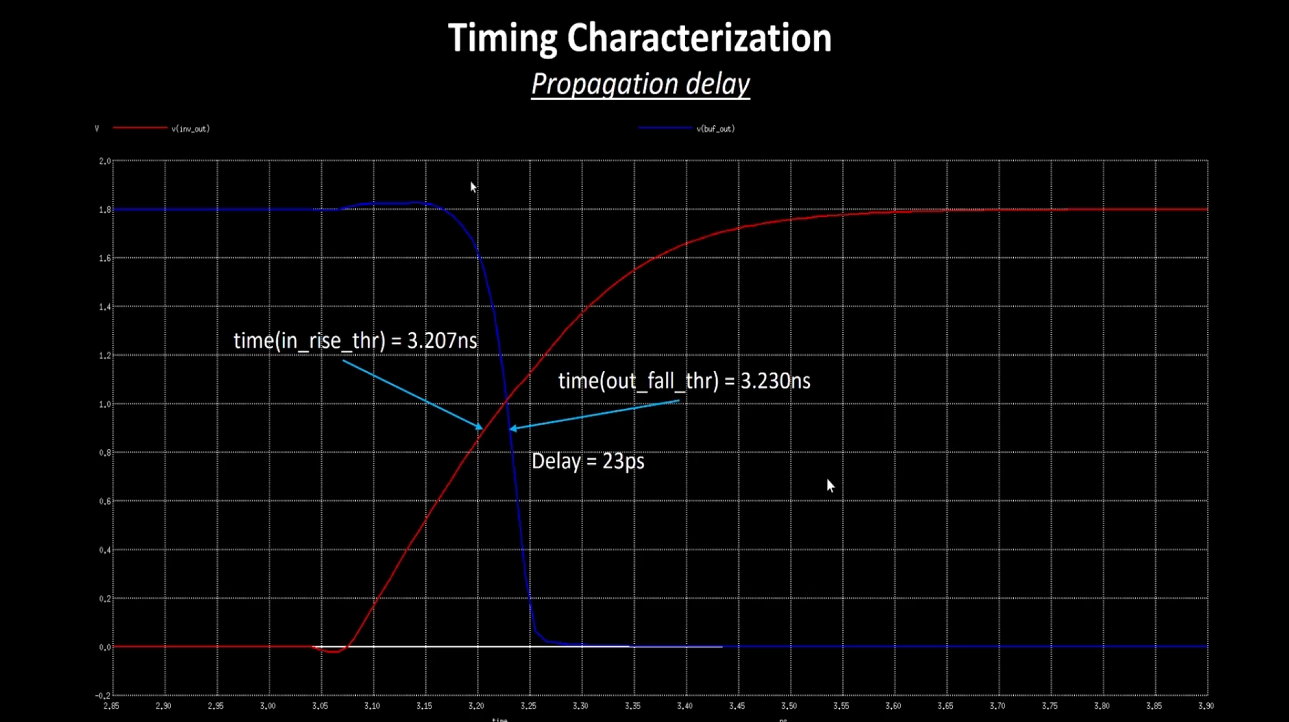 Timing Characterization
Propagation delay
V v(inv_out) v(buf_out)
2.0
1.8
1.6
1.4
time(in_rise_thr) = 3.207ns
1.2
time(out_fall_thr) = 3.230ns
1.0
0.8
Delay = 23ps
0.6
0.4
0.2
0.0
-0.2
2.85 2.90 2.95 3.00 3.05 3.10 3.15 3.20 3.25 3.30 3.35 3.40 3.45 3.50 3.55 3.60 3.65 3.70 3.75 3.80 3.85 3.90
time